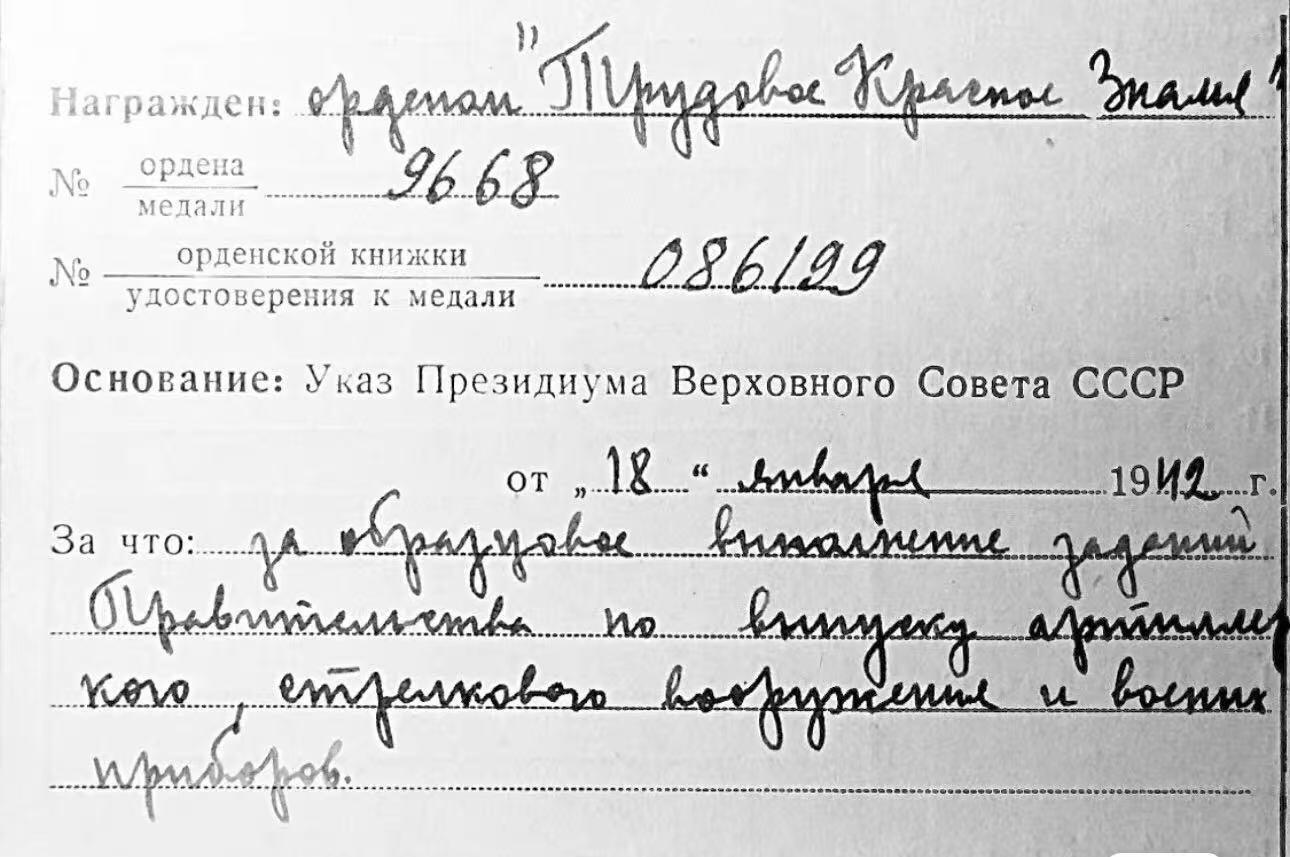 Награжден: орденом "Трудовое Красное Знамя"
№ ордена 9668
медали
№ орденской книжки 086199
удостоверения к медали
Основание: Указ Президиума Верховного Совета СССР
от „18“ января 1942 г.
За что: за образцовое выполнение заданий
Правительства по выпуску артилле
кого, стрелкового вооружения и военных
приборов.